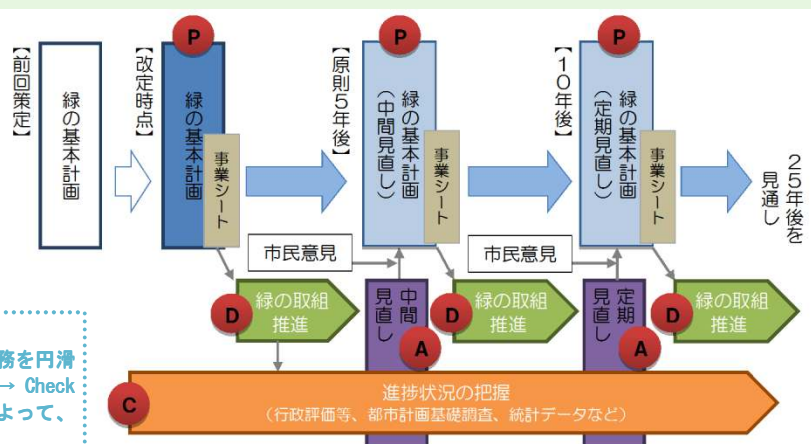 【前回策定】
緑の基本計画
【改定時点】
P
緑の基本計画
事業シート
【原則5年後】
P
緑の基本計画
（中間見直し）
事業シート
【10年後】
P
緑の基本計画
（定期見直し）
事業シート
25年後を
見通し
市民意見
市民意見
D
緑の取組
推進
中間
見直し
A
D
緑の取組
推進
定期
見直し
A
D
緑の取組
推進
C
進捗状況の把握
（行政評価等、都市計画基礎調査、統計データなど）
務を円滑
→ Check
よって、